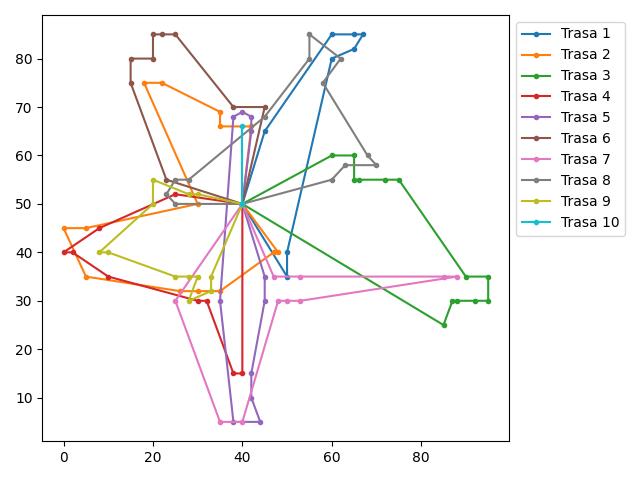 80
70
60
50
40
30
20
10
0
20
40
60
80
Trasa 1
Trasa 2
Trasa 3
Trasa 4
Trasa 5
Trasa 6
Trasa 7
Trasa 8
Trasa 9
Trasa 10